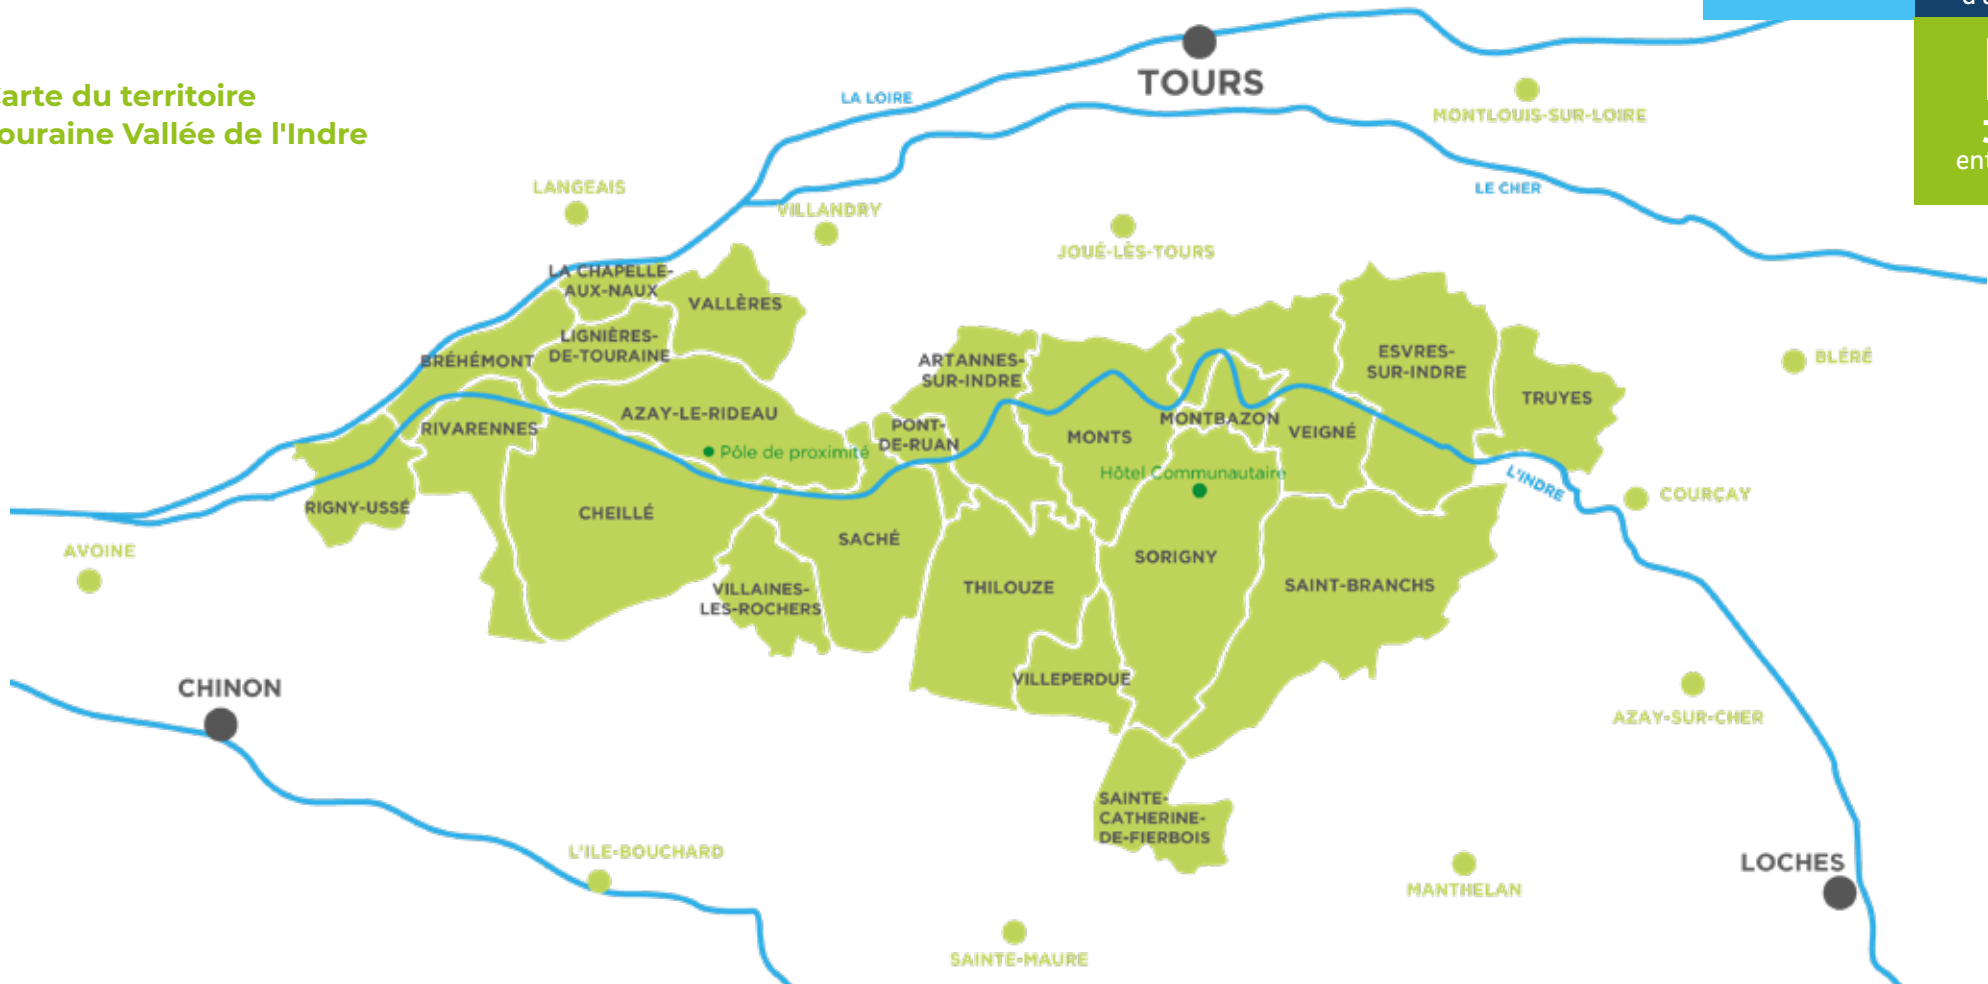 arte du territoire
ouraine Vallée de l'Indre
TOURS
LA LOIRE
MONTLOUIS-SUR-LOIRE
ent
LE CHER
LANGEAIS
VILLANDRY
JOUÉ-LÈS-TOURS
LA CHAPELLE-
AUX-NAUX
VALLÈRES
LIGNIÈRES-
DE-TOURAINE
BRÉHÉMONT
ARTANNES-
SUR-INDRE
ESVRES-
SUR-INDRE
BLÉRÉ
TRUYES
AZAY-LE-RIDEAU
RIVARENNES
PONT-
DE-RUAN
MONTS
MONTBAZON
VEIGNÉ
Pôle de proximité
Hôtel Communautaire
L'INDRE
COURÇAY
RIGNY-USSÉ
CHEILLÉ
SACHÉ
AVOINE
SORIGNY
VILLAINES-
LES-ROCHERS
THILOUZE
SAINT-BRANCHS
VILLEPERDUE
CHINON
AZAY-SUR-CHER
SAINTE-
CATHERINE-
DE-FIERBOIS
L'ILE-BOUCHARD
LOCHES
MANTHELAN
SAINTE-MAURE